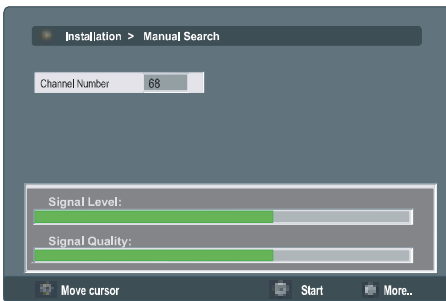 Installation > Manual Search
Channel Number 68
Signal Level:
Signal Quality:
Move cursor Start More..